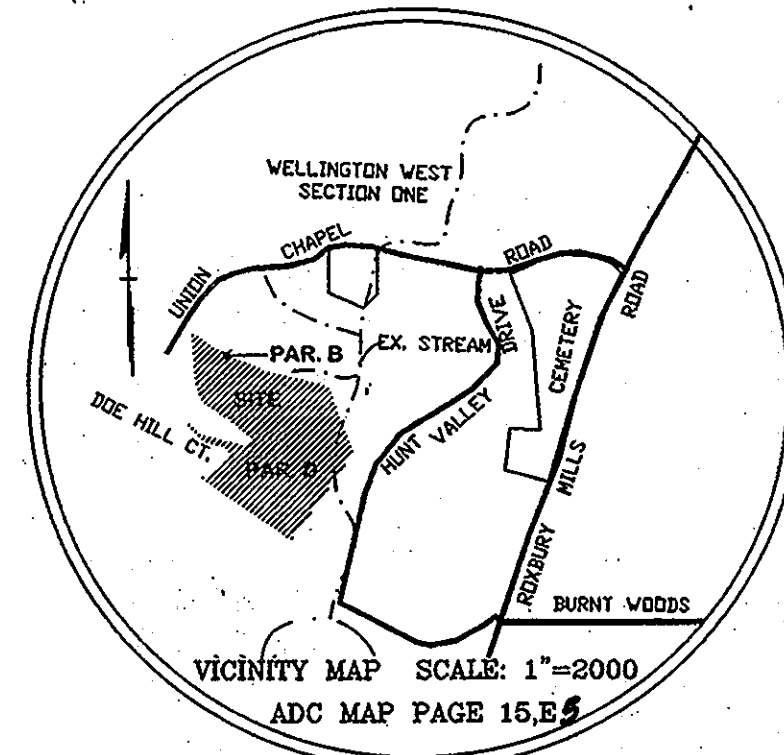 WELLINGTON WEST
SECTION ONE
UNION CHAPEL ROAD
PAR. B
EX. STREAM
HUNT VALLEY DRIVE
CEMETERY
SITE
DOE HILL CT.
PAR.
ROXBURY MILLS ROAD
BURNT WOODS
VICINITY MAP SCALE: 1"=2000
ADC MAP PAGE 15,E5